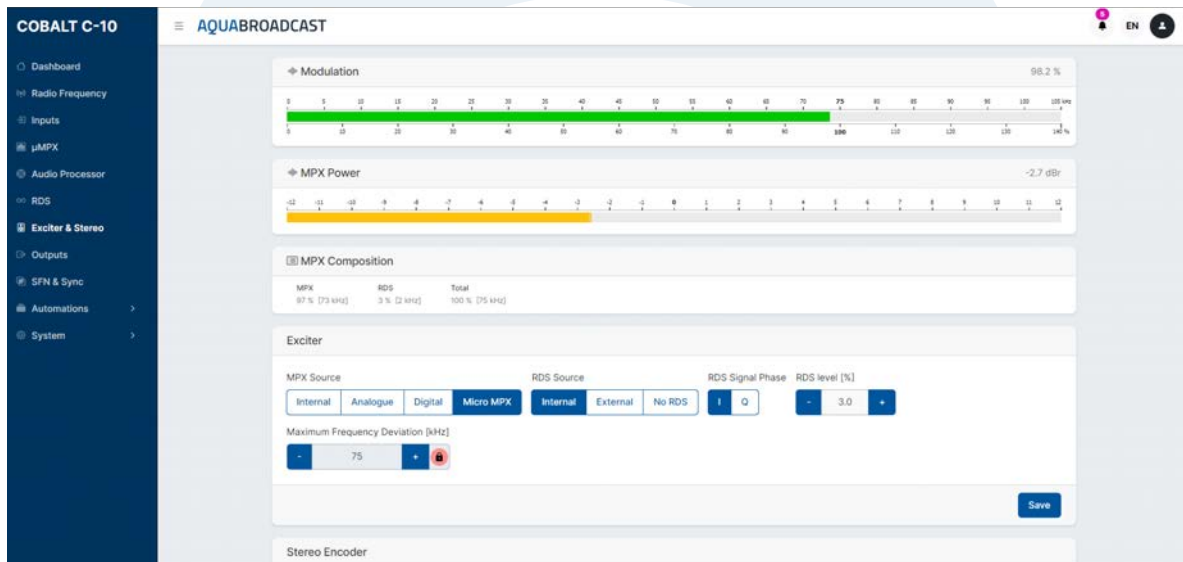 COBALT C-10
AQUABROADCAST
5
EN
Dashboard
Radio Frequency
Inputs
µMPX
Audio Processor
RDS
Exciter & Stereo
Outputs
SFN & Sync
Automations
System
Modulation 98.2 %
0 5 10 15 20 25 30 35 40 45 50 55 60 65 70 75 80 85 90 95 100 105 kHz
0 10 20 30 40 50 60 70 80 90 100 110 120 130 140 %
MPX Power -2.7 dBr
-12 -11 -10 -9 -8 -7 -6 -5 -4 -3 -2 -1 0 1 2 3 4 5 6 7 8 9 10 11 12
MPX Composition
MPX RDS Total
97 % [73 kHz] 3 % [2 kHz] 100 % [75 kHz]
Exciter
MPX Source RDS Source RDS Signal Phase RDS level [%]
Internal Analogue Digital Micro MPX Internal External No RDS I Q - 3.0 +
Maximum Frequency Deviation [kHz]
- 75 +
Save
Stereo Encoder